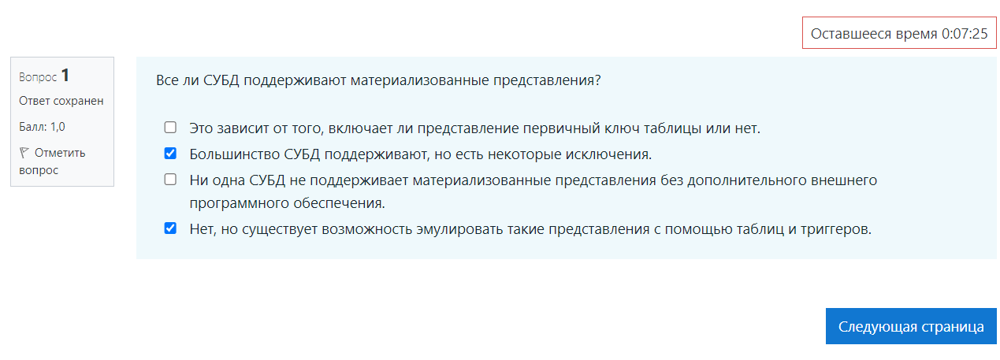 Оставшееся время 0:07:25
Вопрос 1
Ответ сохранен
Балл: 1,0
Отметить
вопрос
Все ли СУБД поддерживают материализованные представления?
Это зависит от того, включает ли представление первичный ключ таблицы или нет.
Большинство СУБД поддерживают, но есть некоторые исключения.
Ни одна СУБД не поддерживает материализованные представления без дополнительного внешнего
программного обеспечения.
Нет, но существует возможность эмулировать такие представления с помощью таблиц и триггеров.
Следующая страница